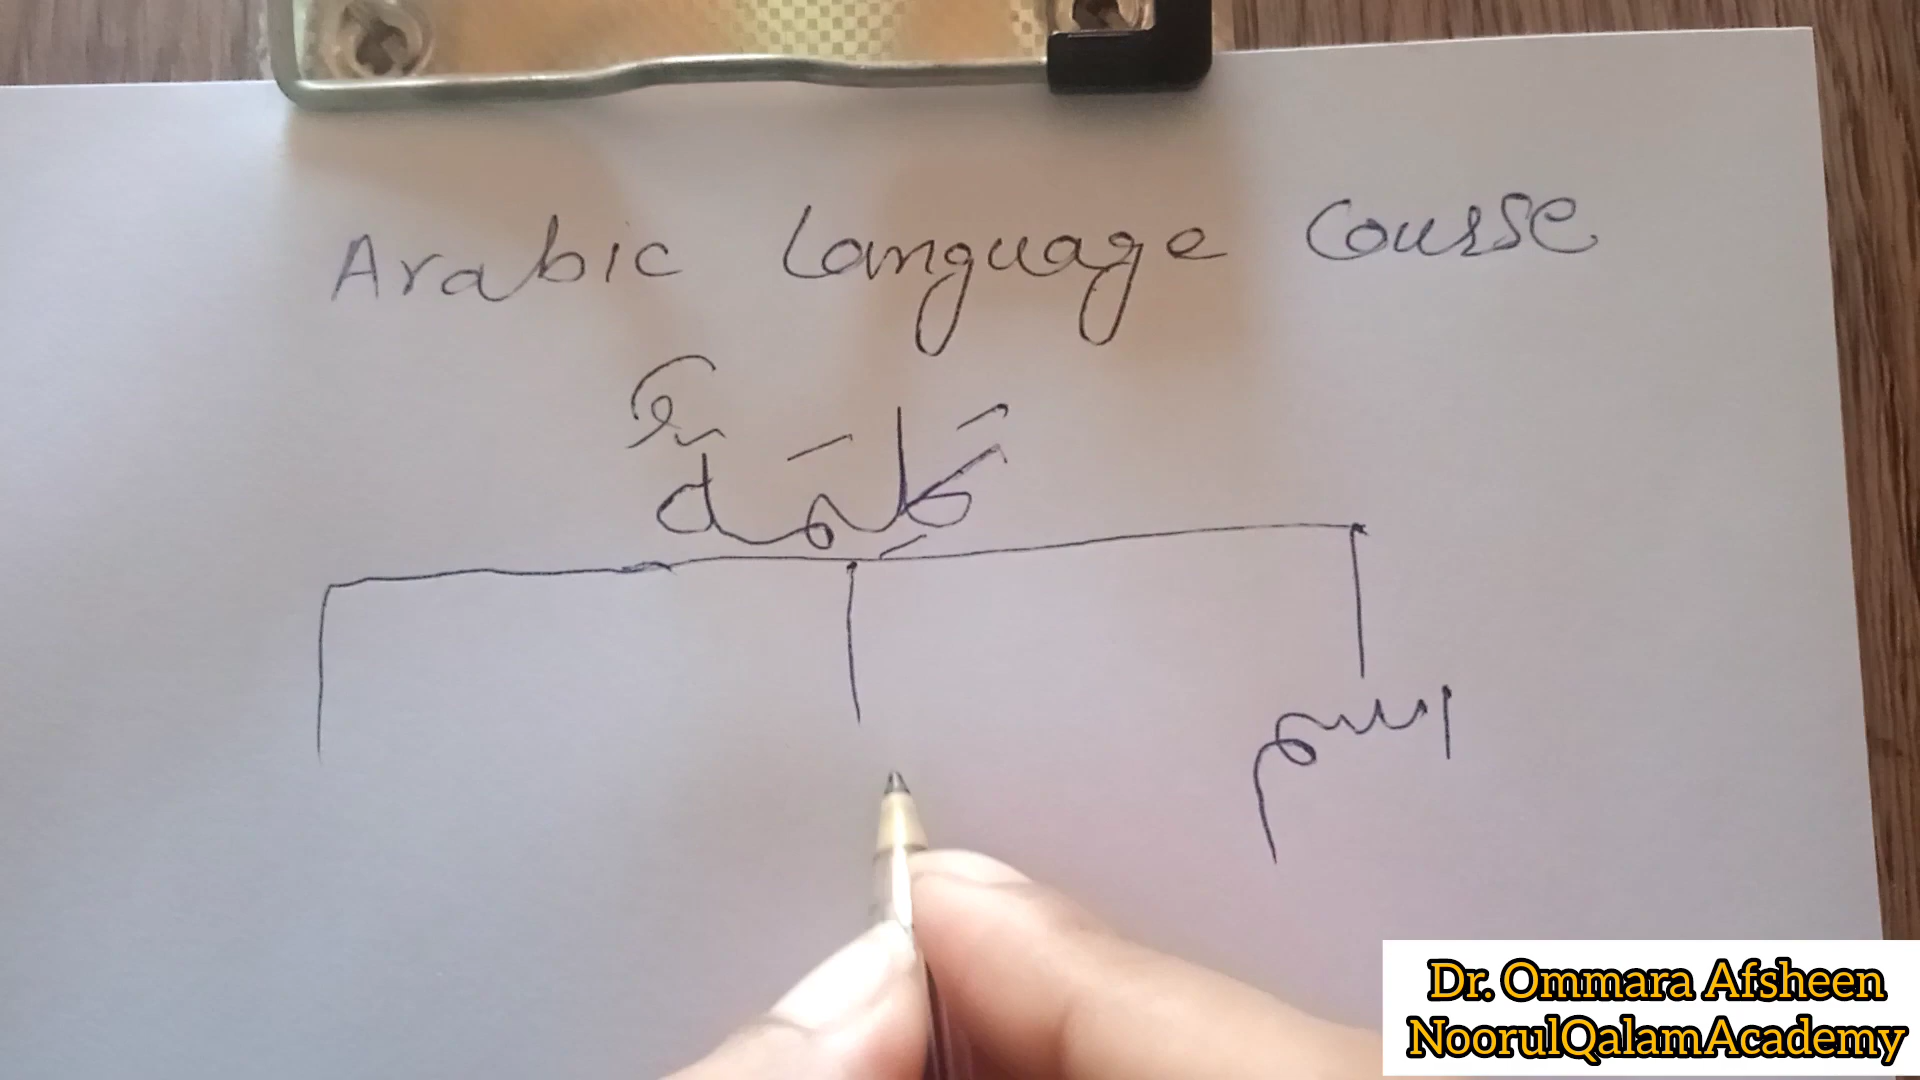 Arabic Language Course
كَلِمَةٌ
اسم
Dr. Ommara Afsheen
NoorulQalamAcademy